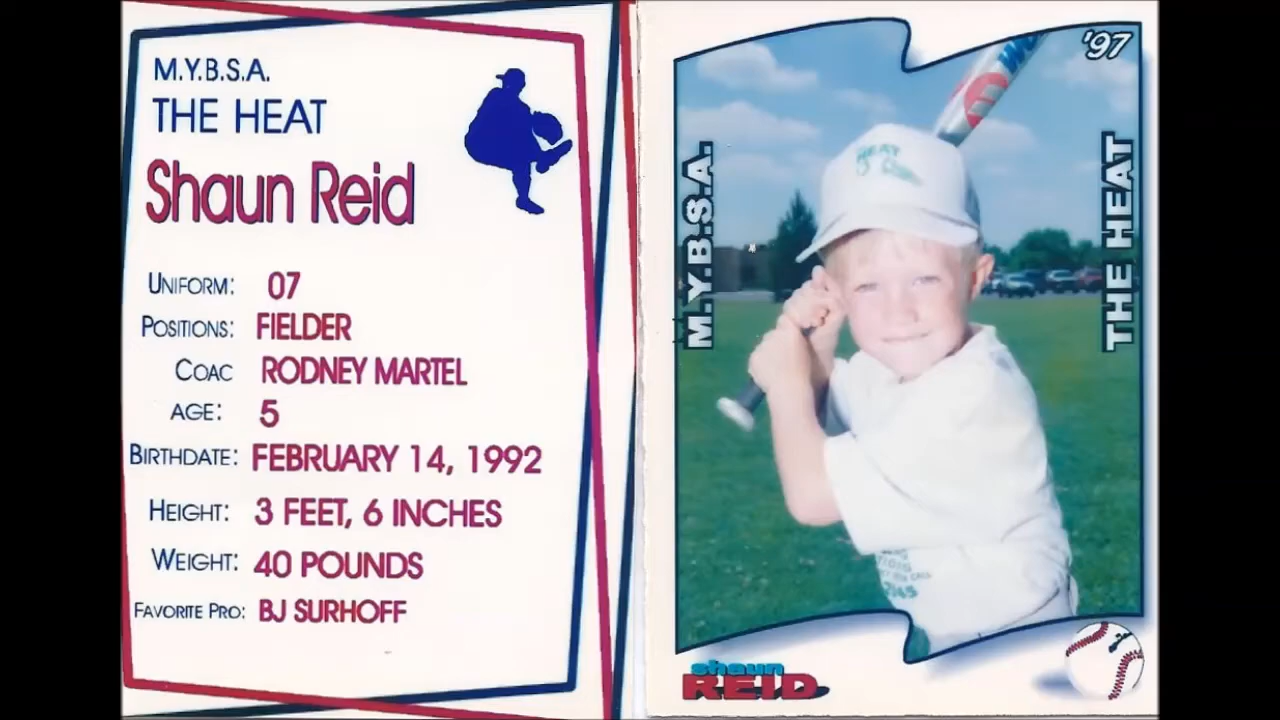 M.Y.B.S.A.
THE HEAT
Shaun Reid
UNIFORM: 07
POSITIONS: FIELDER
COAC RODNEY MARTEL
AGE: 5
BIRTHDATE: FEBRUARY 14, 1992
HEIGHT: 3 FEET, 6 INCHES
WEIGHT: 40 POUNDS
FAVORITE PRO: BJ SURHOFF
'97
M.Y.B.S.A.
THE HEAT
HEAT
shaun
REID